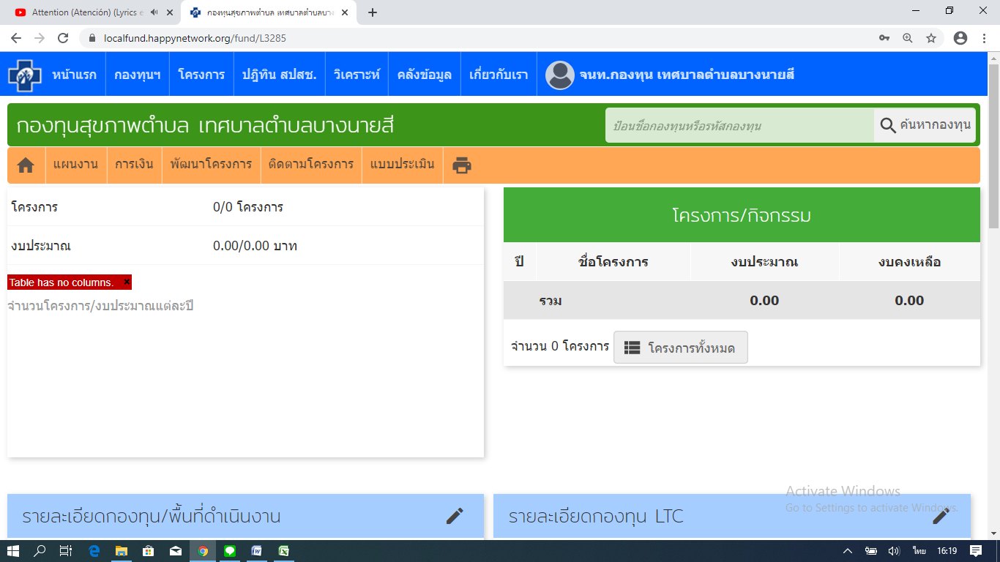 Attention (Atención) (Lyrics e
กองทุนสุขภาพตำบล เทศบาลตำบลบาง
localfund.happynetwork.org/fund/L3285
หน้าแรก กองทุนฯ โครงการ ปฏิทิน สปสช. วิเคราะห์ คลังข้อมูล เกี่ยวกับเรา จนท.กองทุน เทศบาลตำบลบางนายสี
กองทุนสุขภาพตำบล เทศบาลตำบลบางนายสี
ป้อนชื่อกองทุนหรือรหัสกองทุน ค้นหากองทุน
แผนงาน การเงิน พัฒนาโครงการ ติดตามโครงการ แบบประเมิน
โครงการ 0/0 โครงการ
งบประมาณ 0.00/0.00 บาท
Table has no columns. ×
จำนวนโครงการ/งบประมาณแต่ละปี
โครงการ/กิจกรรม
ปี ชื่อโครงการ งบประมาณ งบคงเหลือ
รวม 0.00 0.00
จำนวน 0 โครงการ โครงการทั้งหมด
รายละเอียดกองทุน/พื้นที่ดำเนินงาน
รายละเอียดกองทุน LTC
Activate Windows
Go to Settings to activate Windows.
ไทย 16:19